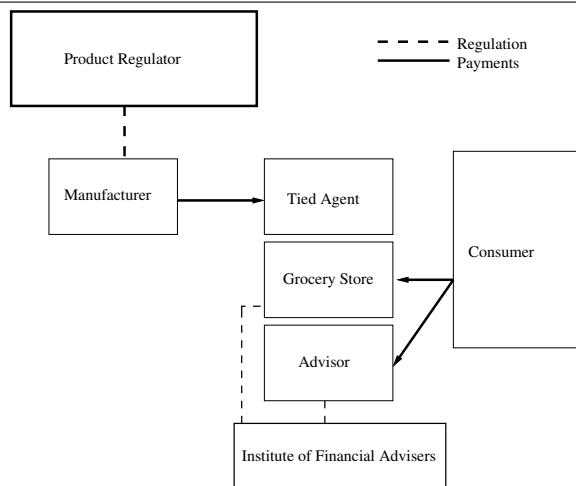 Product Regulator
Regulation
Payments
Manufacturer
Tied Agent
Consumer
Grocery Store
Advisor
Institute of Financial Advisers